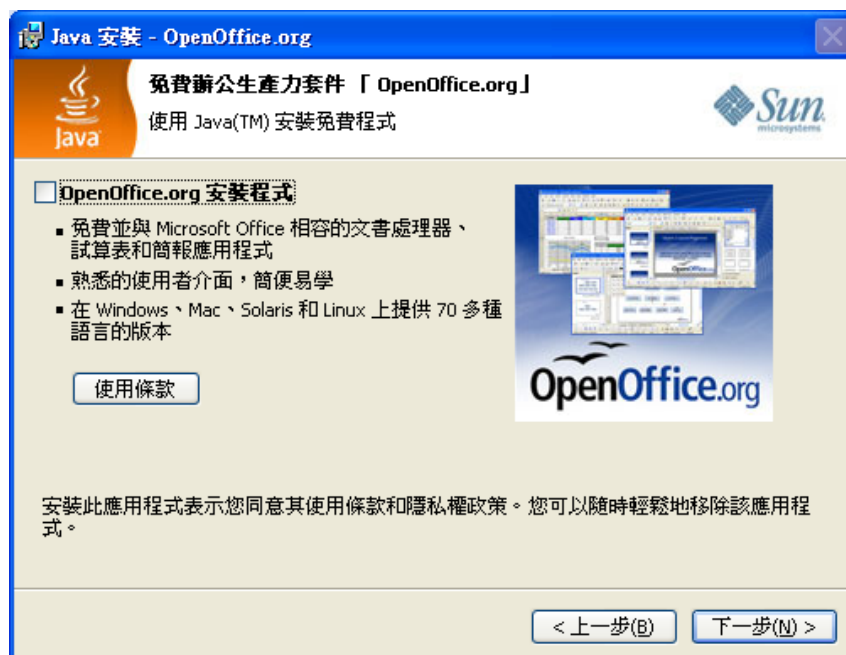 Java 安裝 - OpenOffice.org
免費辦公生產力套件「 OpenOffice.org」
使用 Java(TM) 安裝免費程式
Java
Sun
microsystems
OpenOffice.org 安裝程式
▪ 免費並與 Microsoft Office 相容的文書處理器、
試算表和簡報應用程式
▪ 熟悉的使用者介面，簡便易學
▪ 在 Windows、Mac、Solaris 和 Linux 上提供 70 多種
語言的版本
使用條款
OpenOffice.org
OpenOffice.org
安裝此應用程式表示您同意其使用條款和隱私權政策。您可以隨時輕鬆地移除該應用程
式。
< 上一步(B)
下一步(N) >